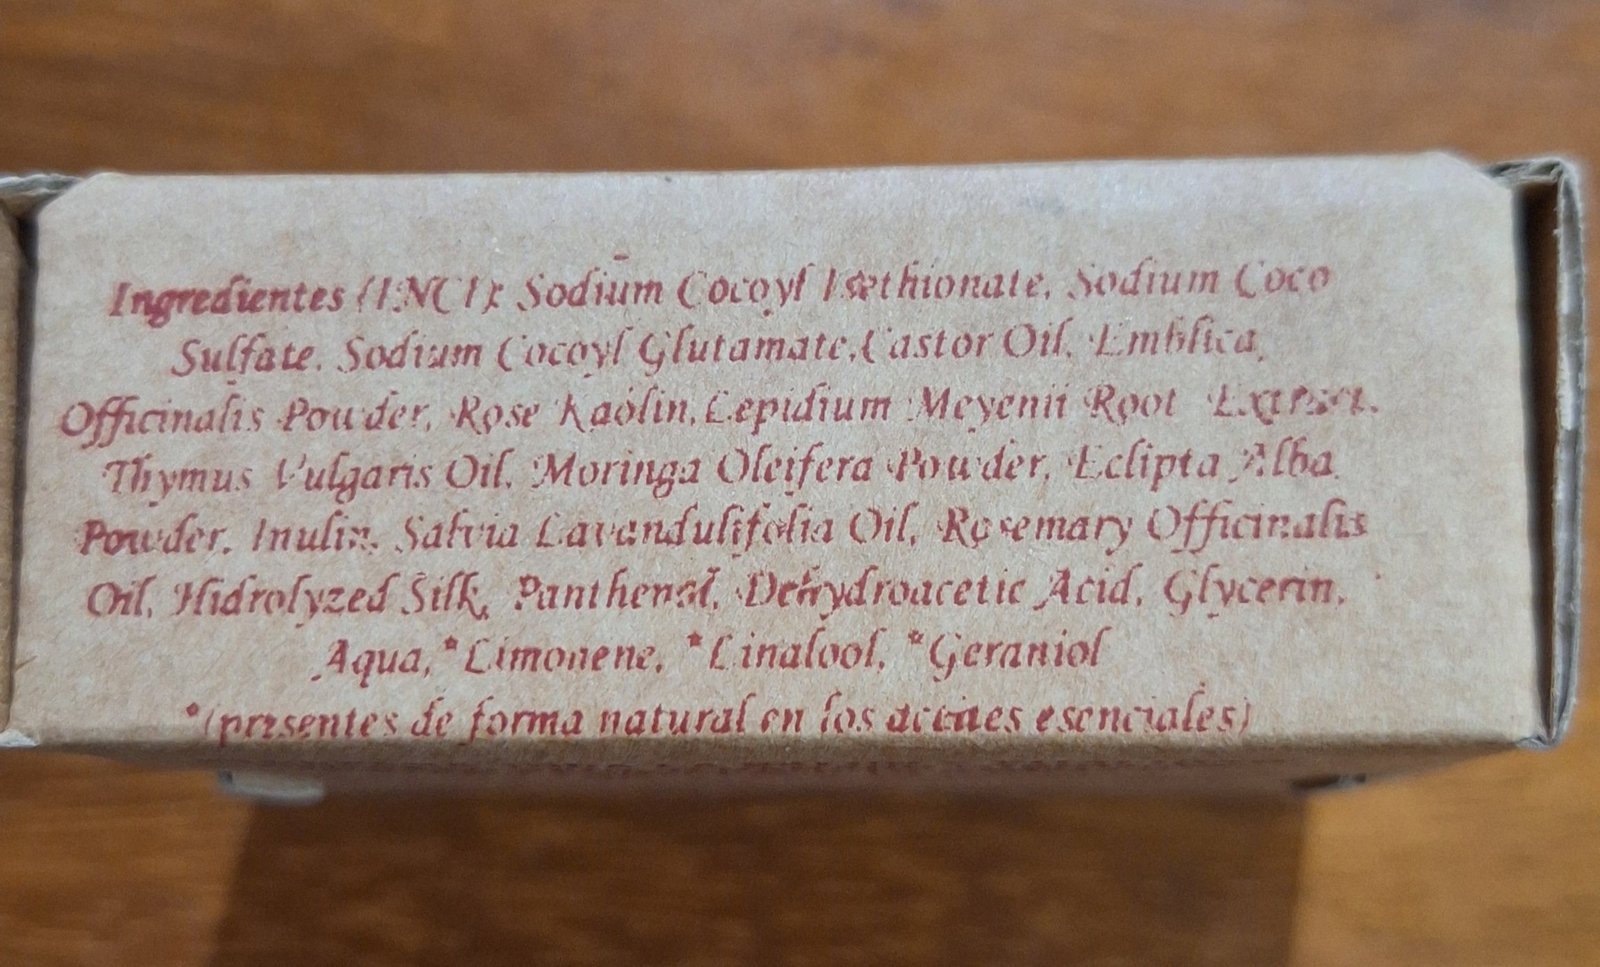 Ingredientes (INCI): Sodium Cocoyl Isethionate, Sodium Coco
Sulfate, Sodium Cocoyl Glutamate, Castor Oil, Emblica
Officinalis Powder, Rose Kaolin, Lepidium Meyenii Root Extract,
Thymus Vulgaris Oil, Moringa Oleifera Powder, Eclipta Alba
Powder, Inulin, Salvia Lavandulifolia Oil, Rosemary Officinalis
Oil, Hidrolyzed Silk, Panthenol, Dehydroacetic Acid, Glycerin,
Aqua, *Limonene, *Linalool, *Geraniol
*(presentes de forma natural en los aceites esenciales)